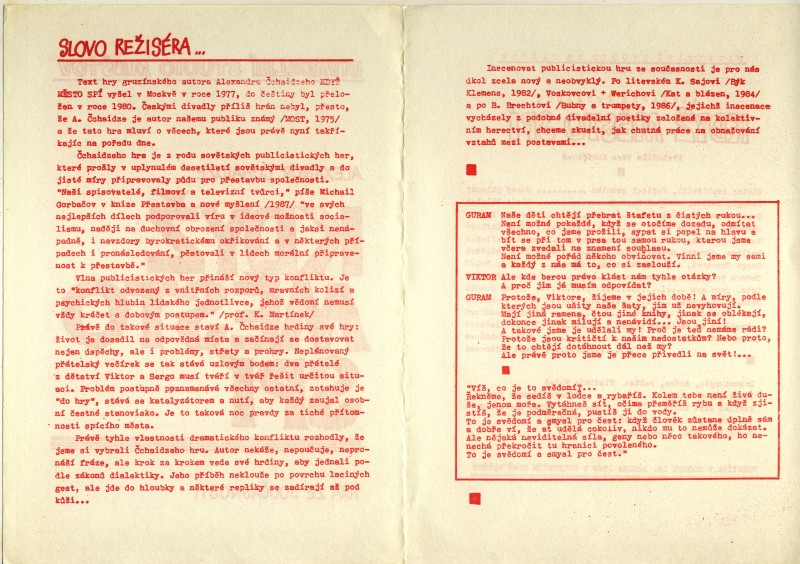 SLOVO REŽISÉRA...
Text hry gruzínského autora Alexandra Čchaidzeho KDYŽ
MĚSTO SPÍ vyšel v Moskvě v roce 1977, do češtiny byl přelo-
žen v roce 1980. Českými divadly příliš hrán nebyl, přesto,
že A. Čchaidze je autor našemu publiku známý /MOST, 1975/
a že tato hra mluví o věcech, které jsou právě nyní takří-
kajíc na pořadu dne.
Čchaidzeho hra je z rodu sovětských publicistických her,
které prošly v uplynulém desetiletí sovětskými divadly a do
jisté míry připravovaly půdu pro přestavbu společnosti.
"Naši spisovatelé, filmoví a televizní tvůrci," píše Michail
Gorbačov v knize Přestavba a nové myšlení /1987/ "ve svých
nejlepších dílech podporovali víru v ideové možnosti socia-
lismu, naději na duchovní obrození společnosti a jaksi nená-
padně, i navzdory byrokratickému okřikování a v některých pří-
padech i pronásledování, pěstovali v lidech morální připrave-
nost k přestavbě."
Vlna publicistických her přináší nový typ konfliktu. Je
to "konflikt odvozený z vnitřních rozporů, mravních kolizí a
psychických hlubin lidského jednotlivce, jehož vědomí nemusí
vždy kráčet s dobovým postupem." /prof. K. Martínek/
Právě do takové situace staví A. Čchaidze hrdiny své hry:
život je dosadil na odpovědná místa a začínají se dostavovat
nejen úspěchy, ale i problémy, střety a prohry. Neplánovaný
přátelský večírek se tak stává uzlovým bodem: dva přátelé
z dětství Viktor a Sergo musí tváří v tvář řešit určitou situa-
ci. Problém postupně poznamenává všechny ostatní, zatahuje je
"do hry", stává se katalyzátorem a nutí, aby každý zaujal osob-
ní čestné stanovisko. Je to taková noc pravdy za tiché přítom-
nosti spícího města.
Právě tyhle vlastnosti dramatického konfliktu rozhodly, že
jsme si vybrali Čchaidzeho hru. Autor nekáže, nepoučuje, nepro-
náší fráze, ale krok za krokem vede své hrdiny, aby jednali po-
dle zákonů dialektiky. Jeho příběh neklouže po povrchu laciných
gest, ale jde do hloubky a některé repliky se zadírají až pod
kůži...
Inscenovat publicistickou hru ze současnosti je pro nás
úkol zcela nový a neobvyklý. Po litevském K. Sajovi /Býk
Klemens, 1982/, Voskovcovi + Werichovi /Kat a blázen, 1984/
a po B. Brechtovi /Bubny a trumpety, 1986/, jejichž inscenace
vycházely z podobné divadelní poetiky založené na kolektiv-
ním herectví, chceme zkusit, jak chutná práce na obnažování
vztahů mezi postavami...
GURAM Naše děti chtějí přebrat štafetu z čistých rukou...
Není možné pokaždé, když se otočíme dozadu, odmítat
všechno, co jsme prožili, sypat si popel na hlavu a
bít se při tom v prsa tou samou rukou, kterou jsme
včera zvedali na znamení souhlasu.
Není možné pořád někoho obvinovat. Vinni jsme my sami
a každý z nás má to, co si zaslouží.
VIKTOR Ale kde berou právo klást nám tyhle otázky?
A proč jim já musím odpovídat?
GURAM Protože, Viktore, žijeme v jejich době! A míry, podle
kterých jsou ušity naše šaty, jim už nevyhovují.
Mají jiná ramena, čtou jiné knihy, jinak se oblékají,
dokonce jinak milují a nenávidí... Jsou jiní!
A takové jsme je udělali my! Proč je teď nemáme rádi?
Protože jsou kritičtí k našim nedostatkům? Nebo proto,
že to chtějí dotáhnout dál než my?
Ale právě proto jsme je přece přivedli na svět!...
"Víš, co je to svědomí?...
Řekněme, že sedíš v lodce a rybaříš. Kolem tebe není živá du-
še, jenom moře. Vytáhneš síť, očima přeměříš rybu a když zji-
stíš, že je podměrečná, pustíš ji do vody.
To je svědomí a smysl pro čest: když člověk zůstane úplně sám
a dobře ví, že ať udělá cokoliv, nikdo mu to nemůže dokázat.
Ale nějaká neviditelná síla, geny nebo něco takového, ho ne-
nechá překročit tu hranici povoleného.
To je svědomí a smysl pro čest."